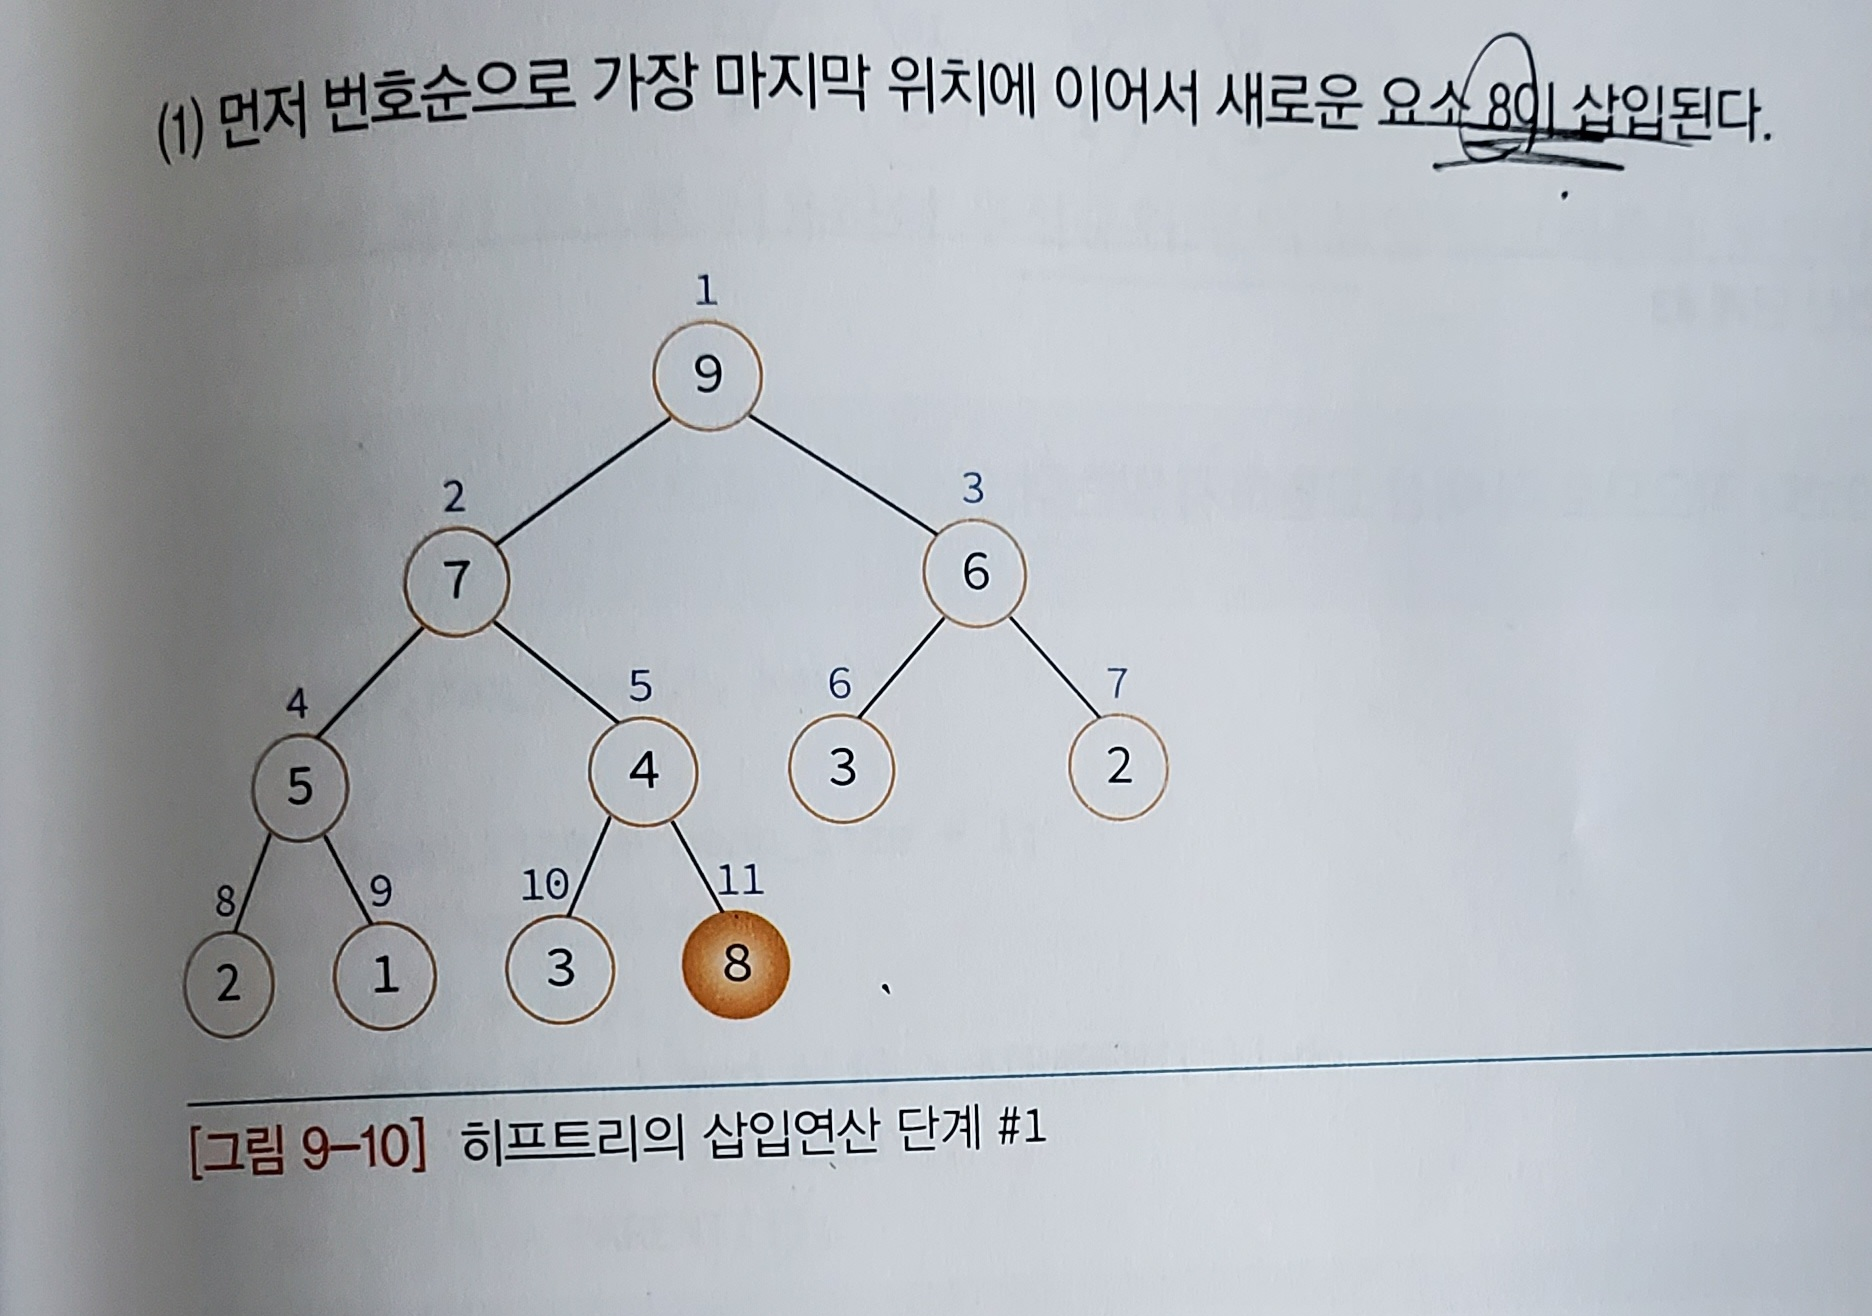 (1) 먼저 번호순으로 가장 마지막 위치에 이어서 새로운 요소 8이 삽입된다.
1
9
2 3
7 6
4 5 6 7
5 4 3 2
8 9 10 11
2 1 3 8
[그림 9-10] 히프트리의 삽입연산 단계 #1